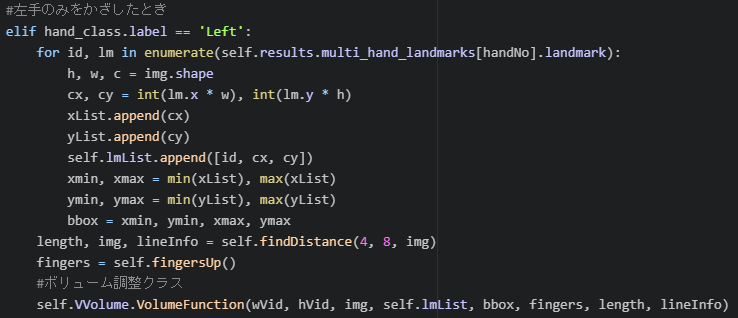 #左手のみをかざしたとき
elif hand_class.label == 'Left':
    for id, lm in enumerate(self.results.multi_hand_landmarks[handNo].landmark):
        h, w, c = img.shape
        cx, cy = int(lm.x * w), int(lm.y * h)
        xList.append(cx)
        yList.append(cy)
        self.lmList.append([id, cx, cy])
        xmin, xmax = min(xList), max(xList)
        ymin, ymax = min(yList), max(yList)
        bbox = xmin, ymin, xmax, ymax
    length, img, lineInfo = self.findDistance(4, 8, img)
    fingers = self.fingersUp()
    #ボリューム調整クラス
    self.VVolume.VolumeFunction(wVid, hVid, img, self.lmList, bbox, fingers, length, lineInfo)